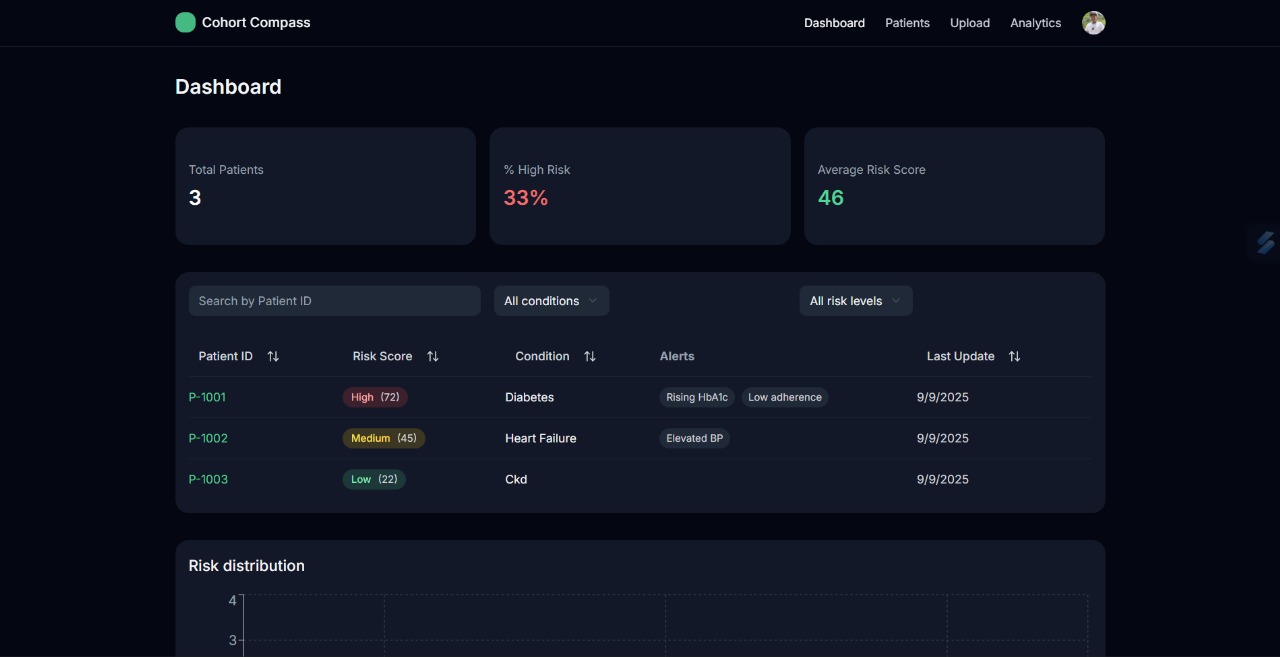 Cohort Compass Dashboard Patients Upload Analytics
Dashboard
Total Patients % High Risk Average Risk Score
3 33% 46
Search by Patient ID All conditions All risk levels
Patient ID Risk Score Condition Alerts Last Update
P-1001 High (72) Diabetes Rising HbA1c Low adherence 9/9/2025
P-1002 Medium (45) Heart Failure Elevated BP 9/9/2025
P-1003 Low (22) Ckd 9/9/2025
Risk distribution
4
3